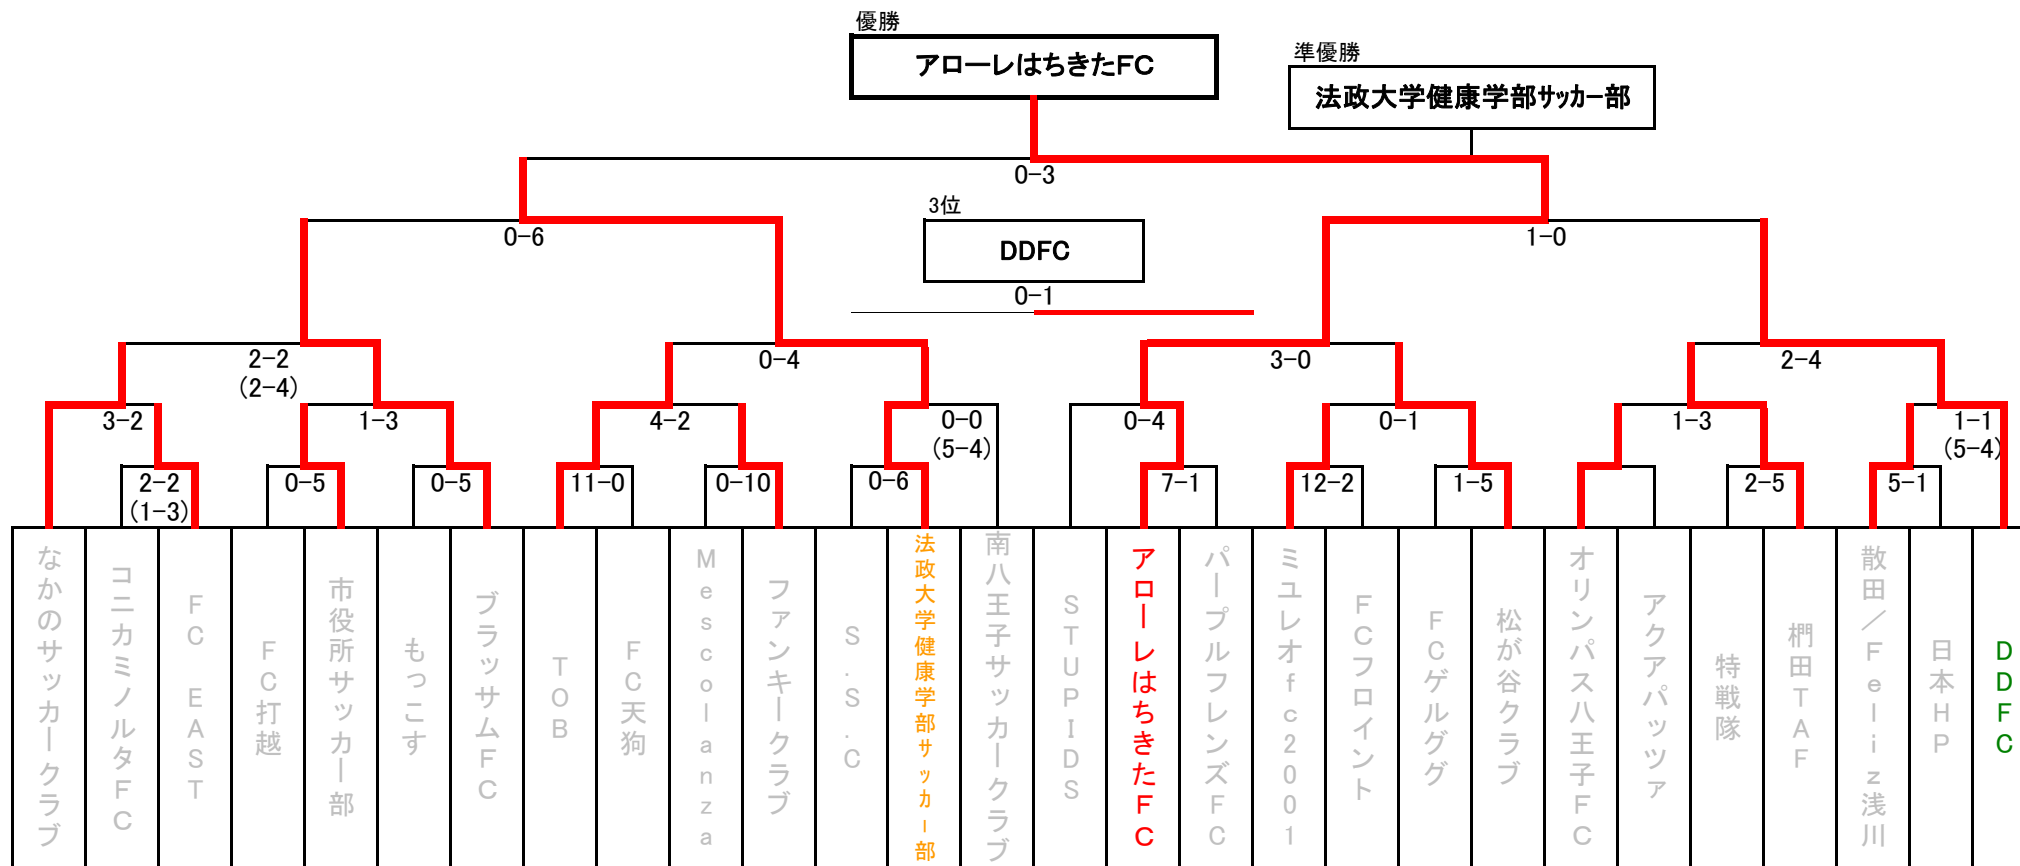 優勝
アローレはちきたFC
準優勝
法政大学健康学部サッカー部
0-3
3位
DDFC
0-1
0-6
1-0
2-2
(2-4)
0-4
3-0
2-4
3-2
1-3
4-2
0-0
(5-4)
0-4
0-1
1-3
1-1
(5-4)
2-2
(1-3)
0-5
0-5
11-0
0-10
0-6
7-1
12-2
1-5
2-5
5-1
なかのサッカークラブ
コニカミノルタFC
FC EAST
FC打越
市役所サッカー部
もっこす
ブラッサムFC
TOB
FC天狗
Mescolanza
ファンキークラブ
S.S.C
法政大学健康学部サッカー部
南八王子サッカークラブ
STUPIDS
アローレはちきたFC
パープルフレンズFC
ミユレオfc2001
FCフロイント
FCゲルググ
松が谷クラブ
オリンパス八王子FC
アクアパッツァ
特戦隊
椚田TAF
散田／Feliz浅川
日本HP
DDFC